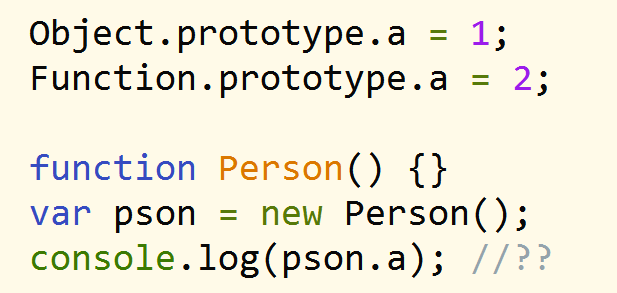 Object.prototype.a = 1;
Function.prototype.a = 2;
function Person() {}
var pson = new Person();
console.log(pson.a); //??